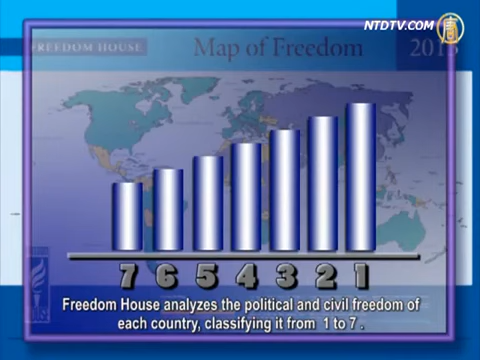 NTDTV.COM
FREEDOM HOUSE Map of Freedom 2013
7 6 5 4 3 2 1
Freedom House analyzes the political and civil freedom of
each country, classifying it from 1 to 7 .